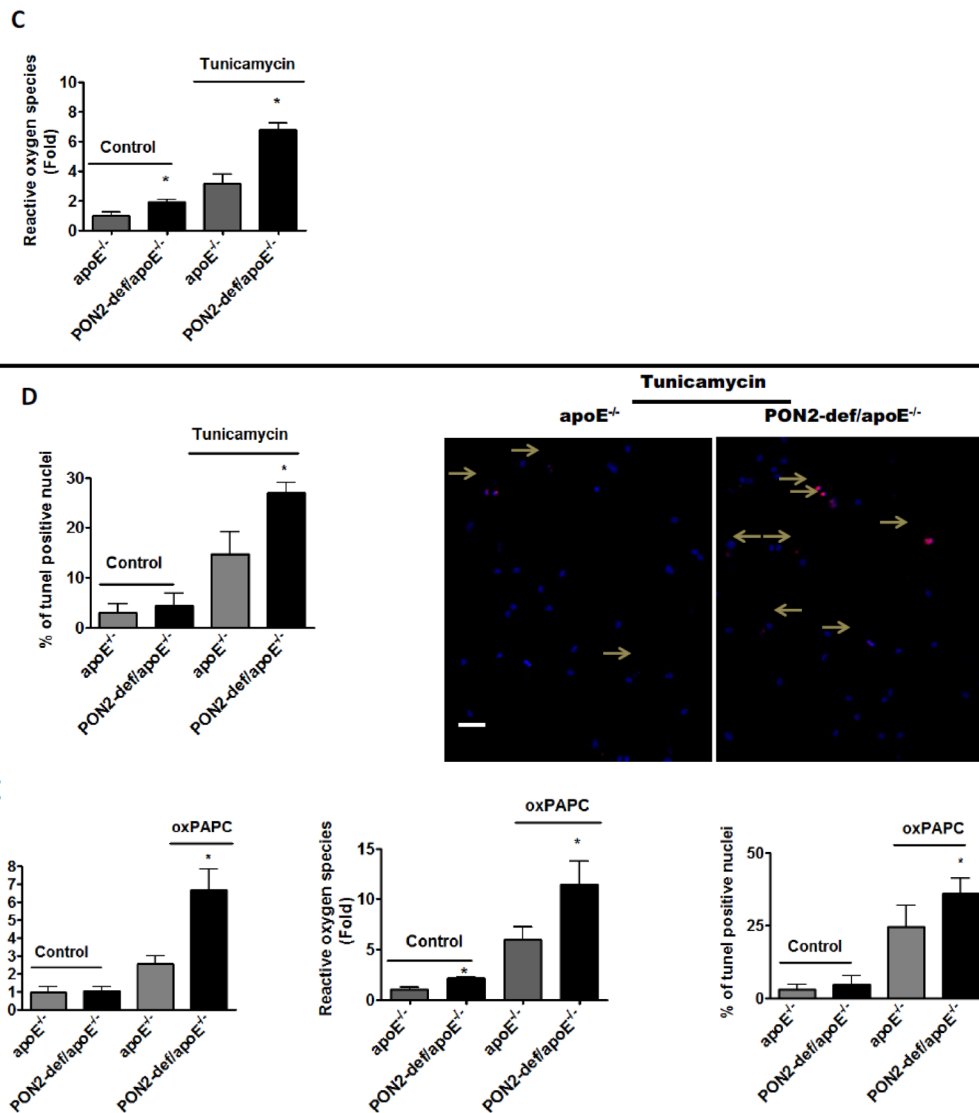 C
Tunicamycin
Control
*
*
Reactive oxygen species
(Fold)
10
8
6
4
2
0
apoE-/-
PON2-def/apoE-/-
apoE-/-
PON2-def/apoE-/-
D
Tunicamycin
Control
*
% of tunel positive nuclei
30
20
10
0
apoE-/-
PON2-def/apoE-/-
apoE-/-
PON2-def/apoE-/-
Tunicamycin
apoE-/-
PON2-def/apoE-/-
oxPAPC
Control
*
8
7
6
5
4
3
2
1
0
apoE-/-
PON2-def/apoE-/-
apoE-/-
PON2-def/apoE-/-
oxPAPC
Control
*
*
Reactive oxygen species
(Fold)
15
10
5
0
apoE-/-
PON2-def/apoE-/-
apoE-/-
PON2-def/apoE-/-
oxPAPC
Control
*
% of tunel positive nuclei
50
25
0
apoE-/-
PON2-def/apoE-/-
apoE-/-
PON2-def/apoE-/-